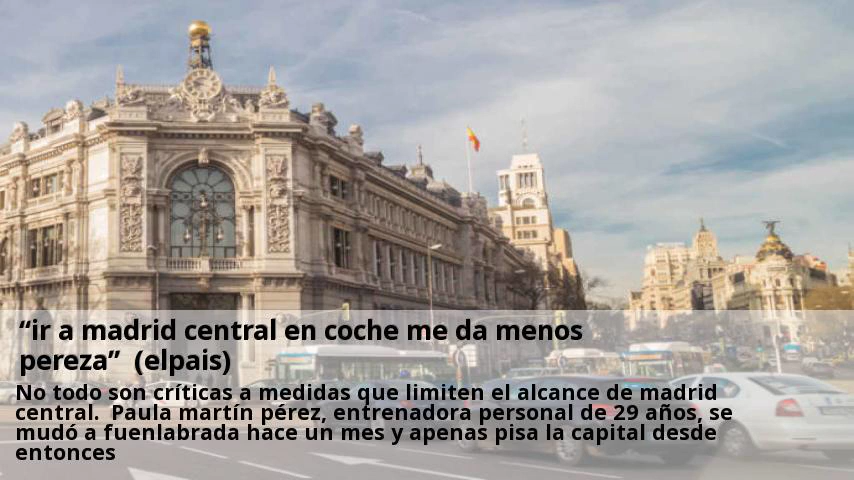 “ir a madrid central en coche me da menos
pereza” (elpais)
No todo son críticas a medidas que limiten el alcance de madrid
central. Paula martín pérez, entrenadora personal de 29 años, se
mudó a fuenlabrada hace un mes y apenas pisa la capital desde
entonces